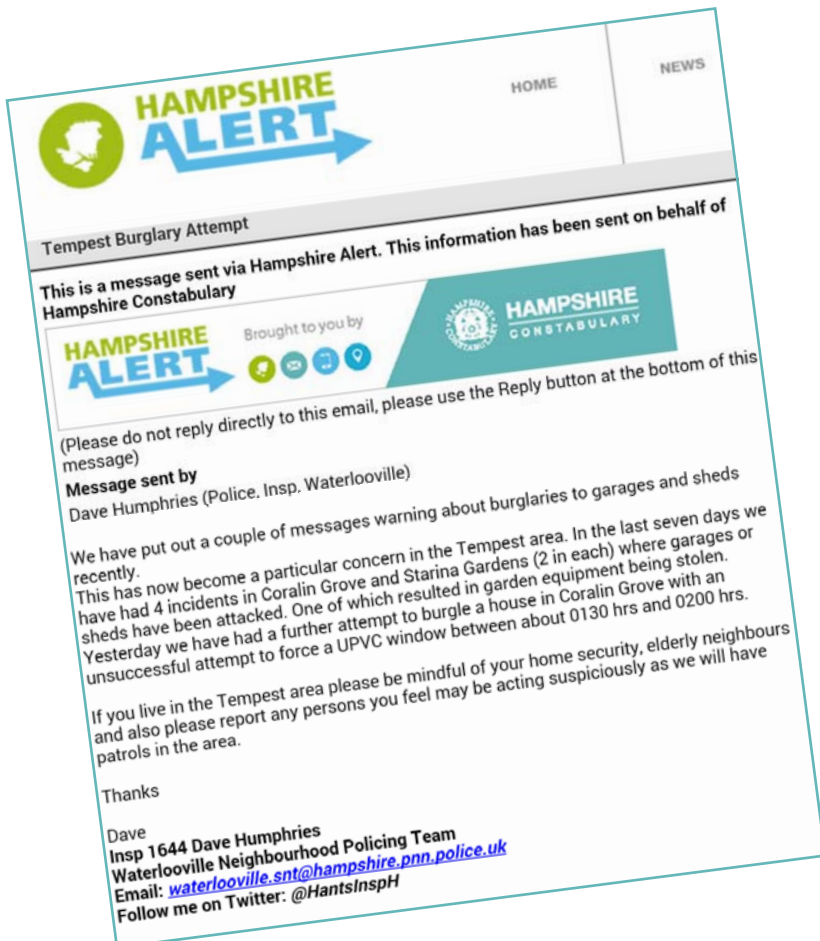 HAMPSHIRE
ALERT
HOME
NEWS
Tempest Burglary Attempt
This is a message sent via Hampshire Alert. This information has been sent on behalf of
Hampshire Constabulary
HAMPSHIRE
ALERT
Brought to you by
HAMPSHIRE
CONSTABULARY
HAMPSHIRE
CONSTABULARY
(Please do not reply directly to this email, please use the Reply button at the bottom of this
message)
Message sent by
Dave Humphries (Police, Insp, Waterlooville)
We have put out a couple of messages warning about burglaries to garages and sheds
recently.
This has now become a particular concern in the Tempest area. In the last seven days we
have had 4 incidents in Coralin Grove and Starina Gardens (2 in each) where garages or
sheds have been attacked. One of which resulted in garden equipment being stolen.
Yesterday we have had a further attempt to burgle a house in Coralin Grove with an
unsuccessful attempt to force a UPVC window between about 0130 hrs and 0200 hrs.
If you live in the Tempest area please be mindful of your home security, elderly neighbours
and also please report any persons you feel may be acting suspiciously as we will have
patrols in the area.
Thanks
Dave
Insp 1644 Dave Humphries
Waterlooville Neighbourhood Policing Team
Email: waterlooville.snt@hampshire.pnn.police.uk
Follow me on Twitter: @HantsInspH